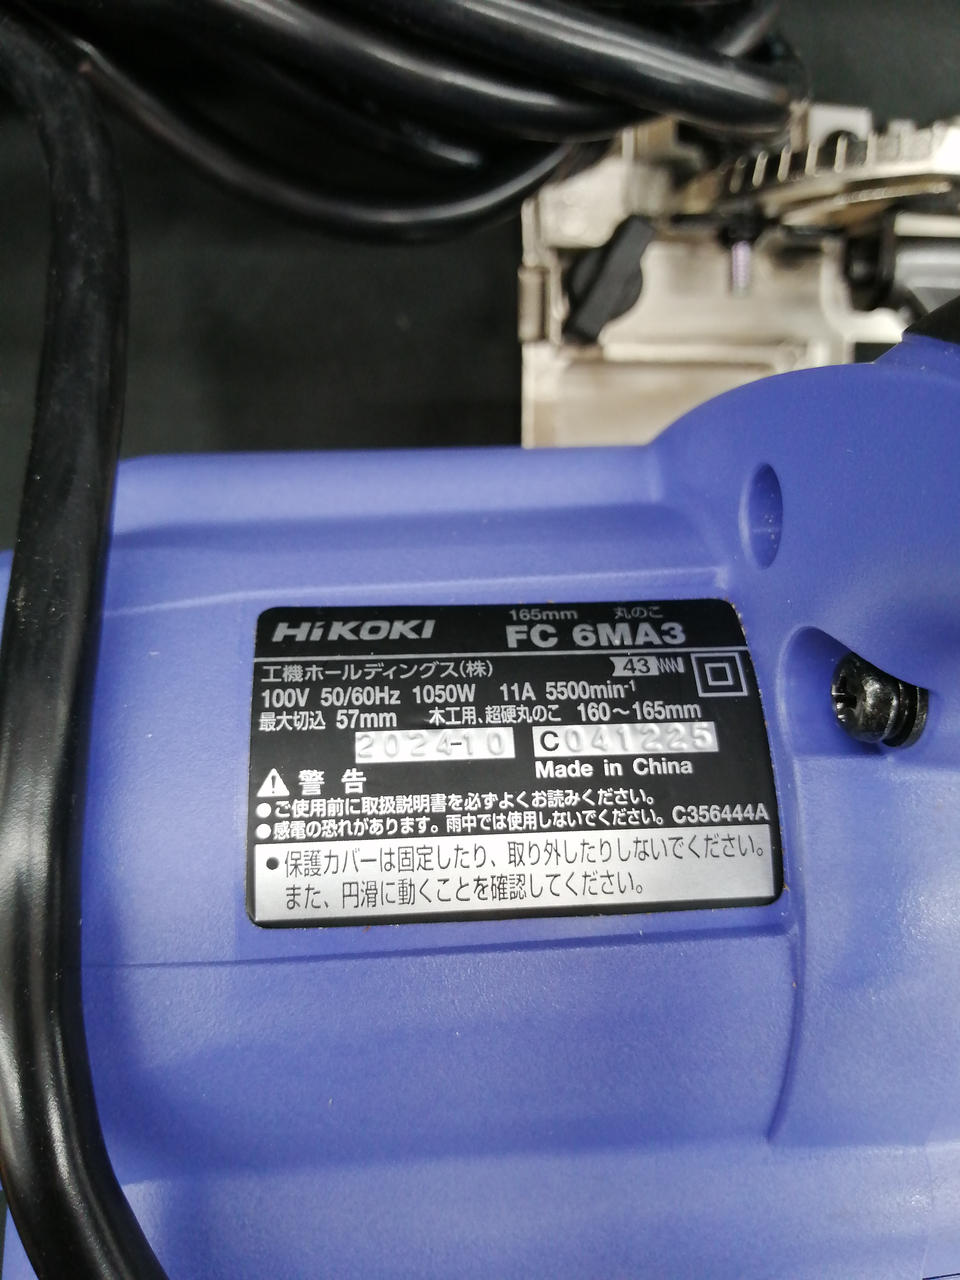 HiKOKI
165mm 丸のこ
FC 6MA3
工機ホールディングス(株) 43
100V 50/60Hz 1050W 11A 5500min⁻¹
最大切込 57mm 木工用、超硬丸のこ 160～165mm
2024-10 C041225
Made in China
警告
●ご使用前に取扱説明書を必ずよくお読みください。
●感電の恐れがあります。雨中では使用しないでください。 C356444A
●保護カバーは固定したり、取り外したりしないでください。
また、円滑に動くことを確認してください。